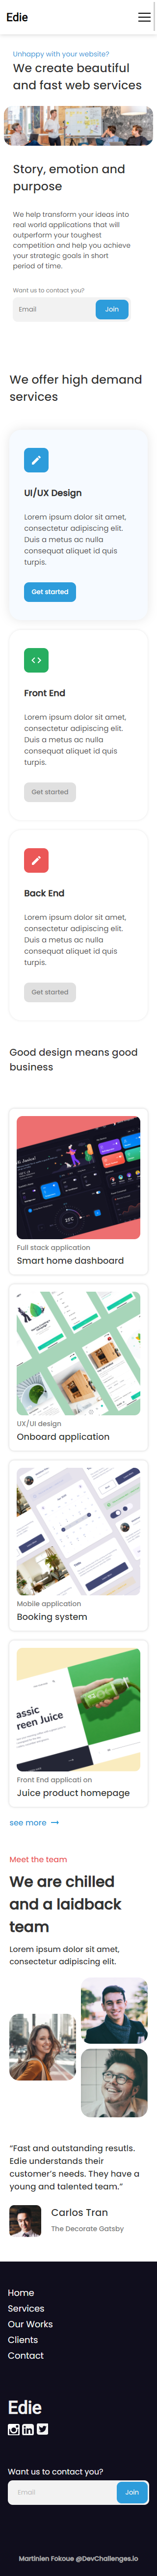 Edie
Unhappy with your website?
We create beautiful
and fast web services
Story, emotion and
purpose
We help transform your ideas into
real world applications that will
outperform your toughest
competition and help you achieve
your strategic goals in short
period of time.
Want us to contact you?
Email
Join
We offer high demand
services
UI/UX Design
Lorem ipsum dolor sit amet,
consectetur adipiscing elit.
Duis a metus ac nulla
consequat aliquet id quis
turpis.
Get started
Front End
Lorem ipsum dolor sit amet,
consectetur adipiscing elit.
Duis a metus ac nulla
consequat aliquet id quis
turpis.
Get started
Back End
Lorem ipsum dolor sit amet,
consectetur adipiscing elit.
Duis a metus ac nulla
consequat aliquet id quis
turpis.
Get started
Good design means good
business
Full stack application
Smart home dashboard
UX/UI design
Onboard application
Mobile application
Booking system
assic
reen Juice
Front End applicati on
Juice product homepage
see more →
Meet the team
We are chilled
and a laidback
team
Lorem ipsum dolor sit amet,
consectetur adipiscing elit.
“Fast and outstanding resutls.
Edie understands their
customer’s needs. They have a
young and talented team.”
Carlos Tran
The Decorate Gatsby
Home
Services
Our Works
Clients
Contact
Edie
Want us to contact you?
Email
Join
Martinien Fokoue @DevChallenges.io